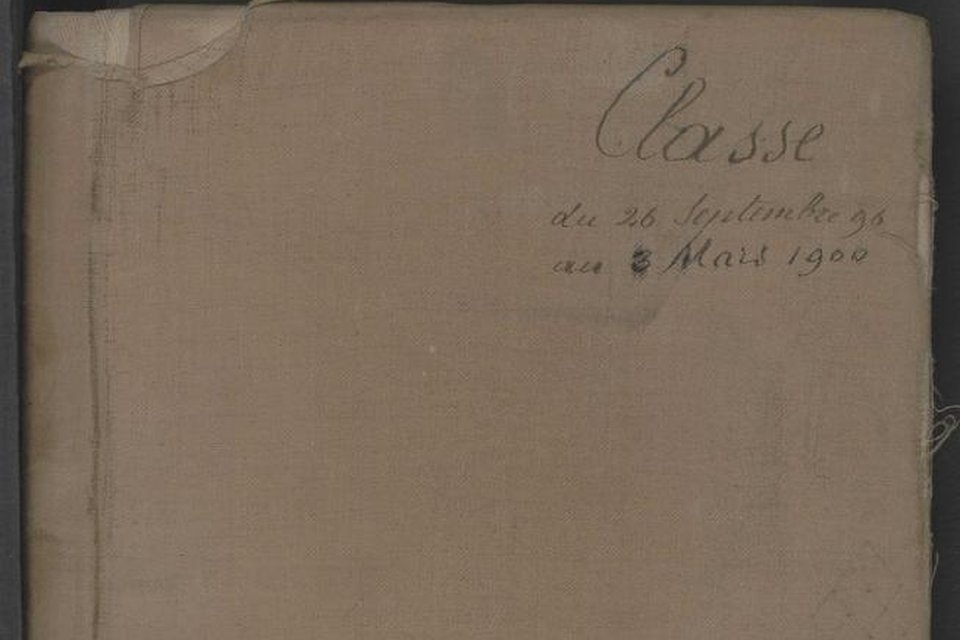 Classe
du 26 Septembre 96
au 3 Mars 1900